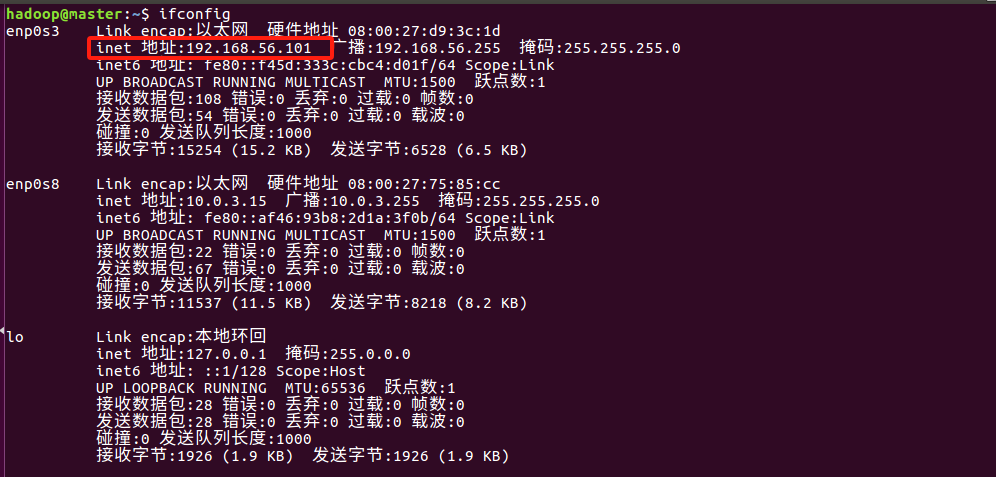 hadoop@master:~$ ifconfig
enp0s3    Link encap:以太网  硬件地址 08:00:27:d9:3c:1d
          inet 地址:192.168.56.101  广播:192.168.56.255  掩码:255.255.255.0
          inet6 地址: fe80::f45d:333c:cbc4:d01f/64 Scope:Link
          UP BROADCAST RUNNING MULTICAST  MTU:1500  跃点数:1
          接收数据包:108 错误:0 丢弃:0 过载:0 帧数:0
          发送数据包:54 错误:0 丢弃:0 过载:0 载波:0
          碰撞:0 发送队列长度:1000
          接收字节:15254 (15.2 KB)  发送字节:6528 (6.5 KB)
enp0s8    Link encap:以太网  硬件地址 08:00:27:75:85:cc
          inet 地址:10.0.3.15  广播:10.0.3.255  掩码:255.255.255.0
          inet6 地址: fe80::af46:93b8:2d1a:3f0b/64 Scope:Link
          UP BROADCAST RUNNING MULTICAST  MTU:1500  跃点数:1
          接收数据包:22 错误:0 丢弃:0 过载:0 帧数:0
          发送数据包:67 错误:0 丢弃:0 过载:0 载波:0
          碰撞:0 发送队列长度:1000
          接收字节:11537 (11.5 KB)  发送字节:8218 (8.2 KB)
lo        Link encap:本地环回
          inet 地址:127.0.0.1  掩码:255.0.0.0
          inet6 地址: ::1/128 Scope:Host
          UP LOOPBACK RUNNING  MTU:65536  跃点数:1
          接收数据包:28 错误:0 丢弃:0 过载:0 帧数:0
          发送数据包:28 错误:0 丢弃:0 过载:0 载波:0
          碰撞:0 发送队列长度:1000
          接收字节:1926 (1.9 KB)  发送字节:1926 (1.9 KB)